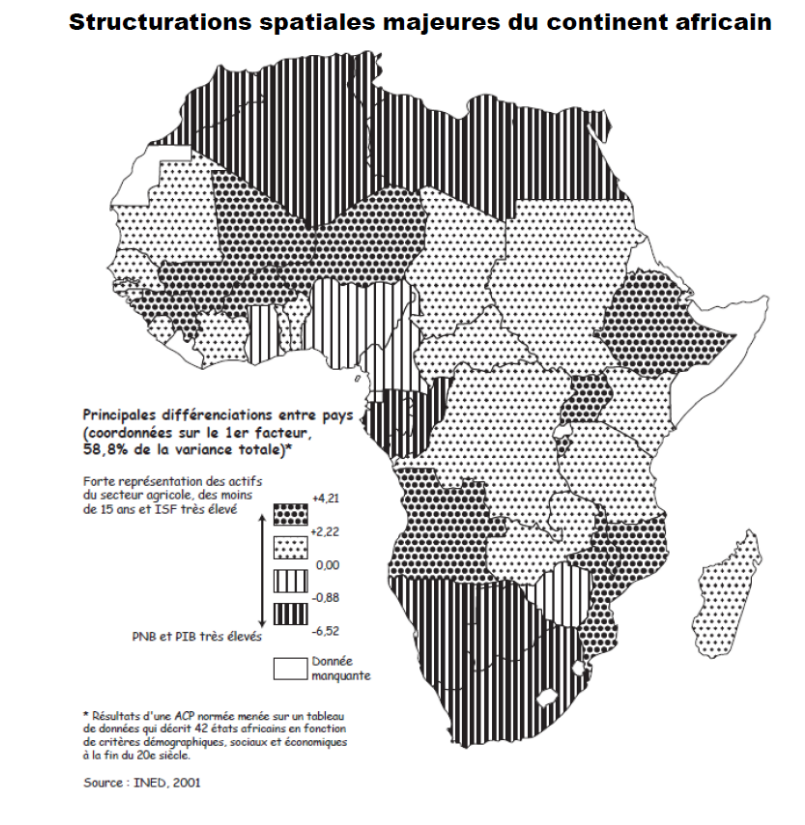 Structurations spatiales majeures du continent africain
Principales différenciations entre pays
(coordonnées sur le 1er facteur,
58,8% de la variance totale)*
Forte représentation des actifs
du secteur agricole, des moins
de 15 ans et ISF très élevé
+4,21
+2,22
0,00
-0,88
-6,52
PNB et PIB très élevés
Donnée
manquante
* Résultats d'une ACP normée menée sur un tableau
de données qui décrit 42 états africains en fonction
de critères démographiques, sociaux et économiques
à la fin du 20e siècle.
Source : INED, 2001